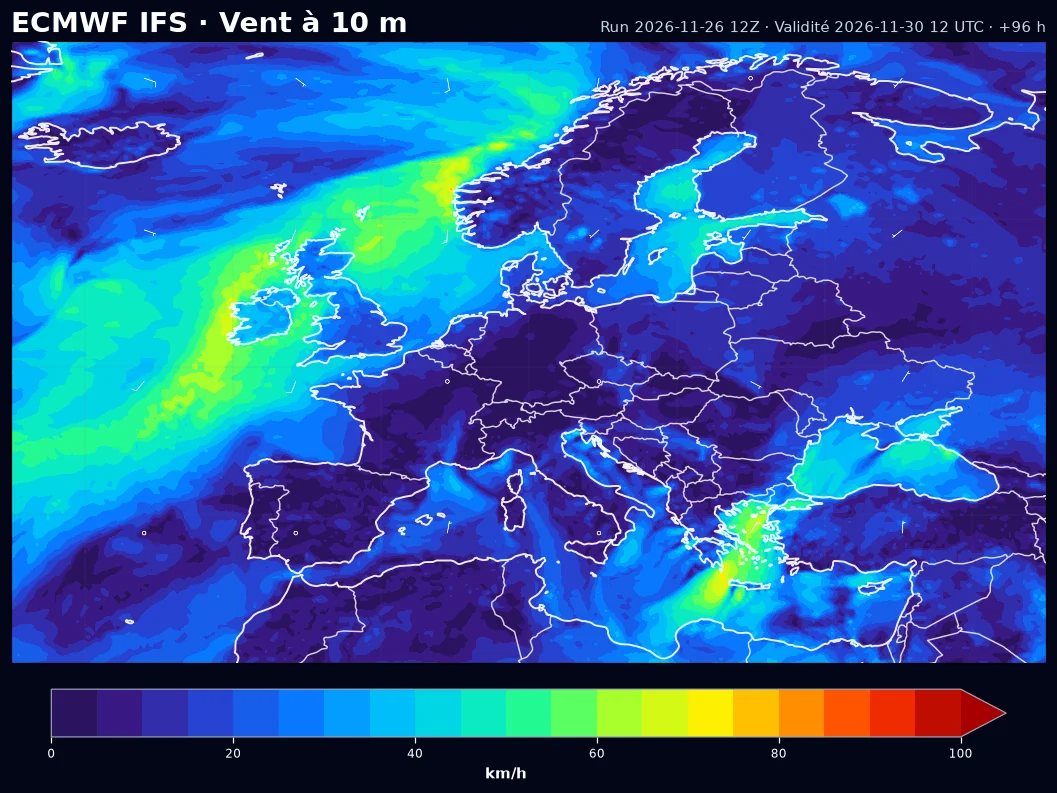 ECMWF IFS · Vent à 10 m
Run 2026-11-26 12Z · Validité 2026-11-30 12 UTC · +96 h
0 20 40 60 80 100
km/h